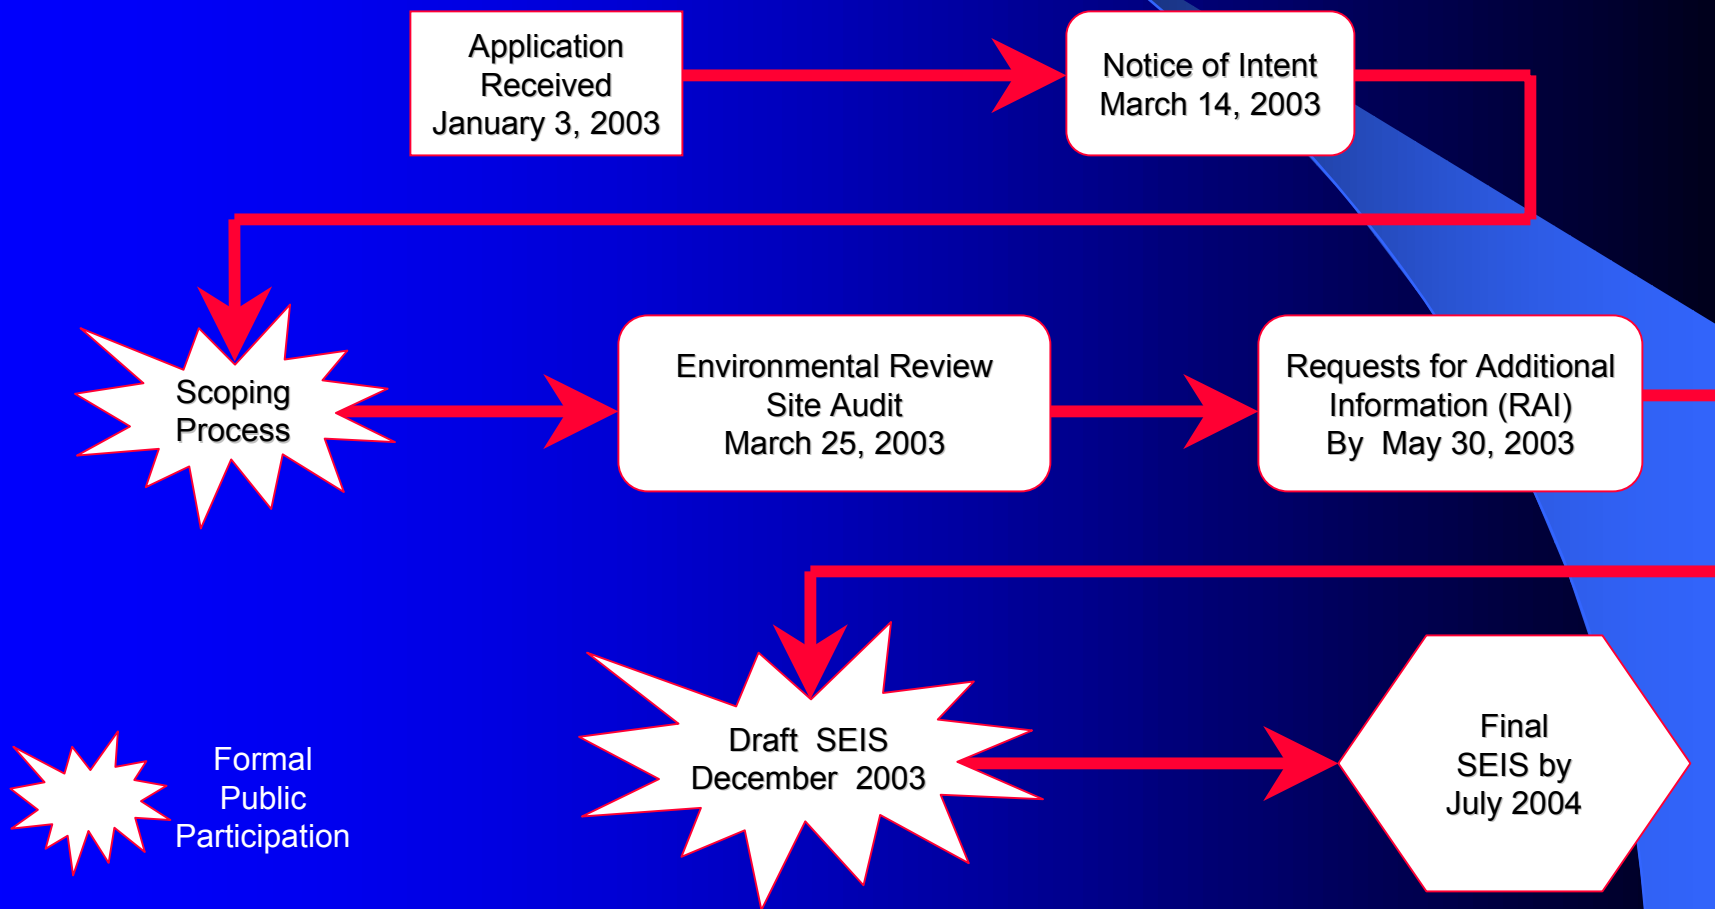 Application
Received
January 3, 2003
Notice of Intent
March 14, 2003
Scoping
Process
Environmental Review
Site Audit
March 25, 2003
Requests for Additional
Information (RAI)
By May 30, 2003
Draft SEIS
December 2003
Final
SEIS by
July 2004
Formal
Public
Participation